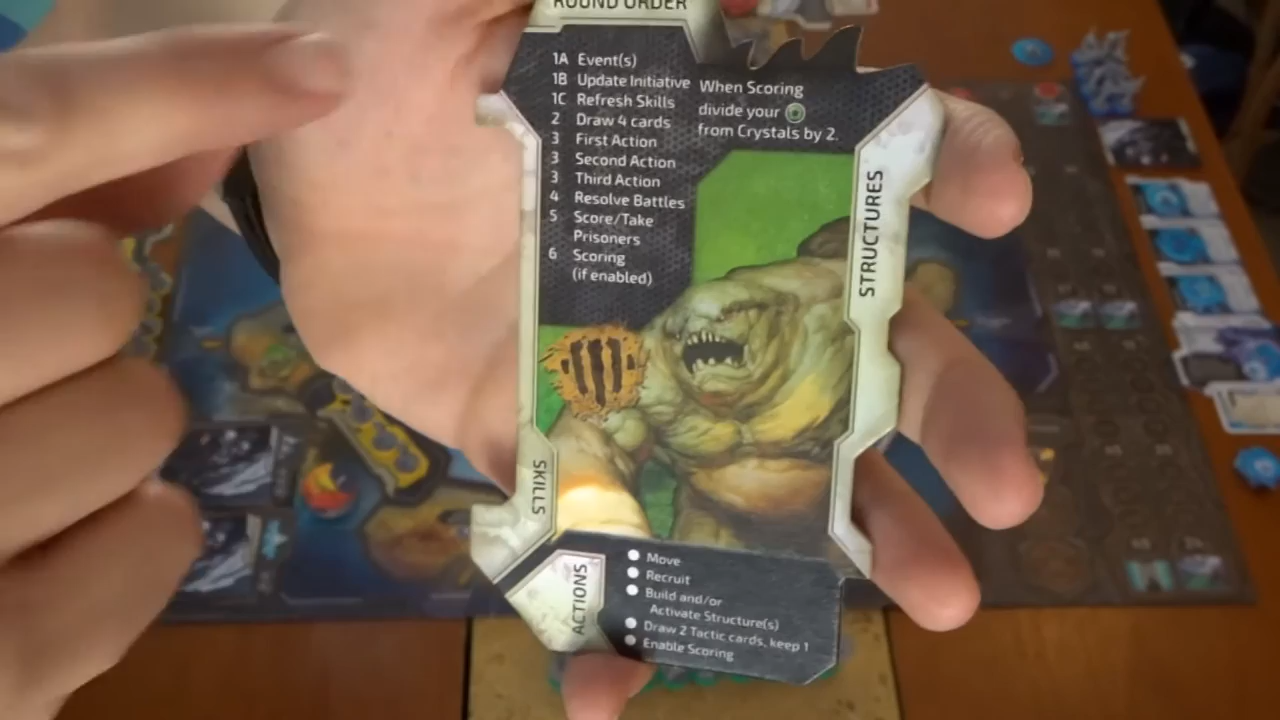 ROUND ORDER
1A Event(s)
1B Update Initiative
1C Refresh Skills
2 Draw 4 cards
3 First Action
3 Second Action
3 Third Action
4 Resolve Battles
5 Score/Take
Prisoners
6 Scoring
(if enabled)
When Scoring
divide your
from Crystals by 2.
STRUCTURES
SKILLS
ACTIONS
Move
Recruit
Build and/or
Activate Structure(s)
Draw 2 Tactic cards, keep 1
Enable Scoring